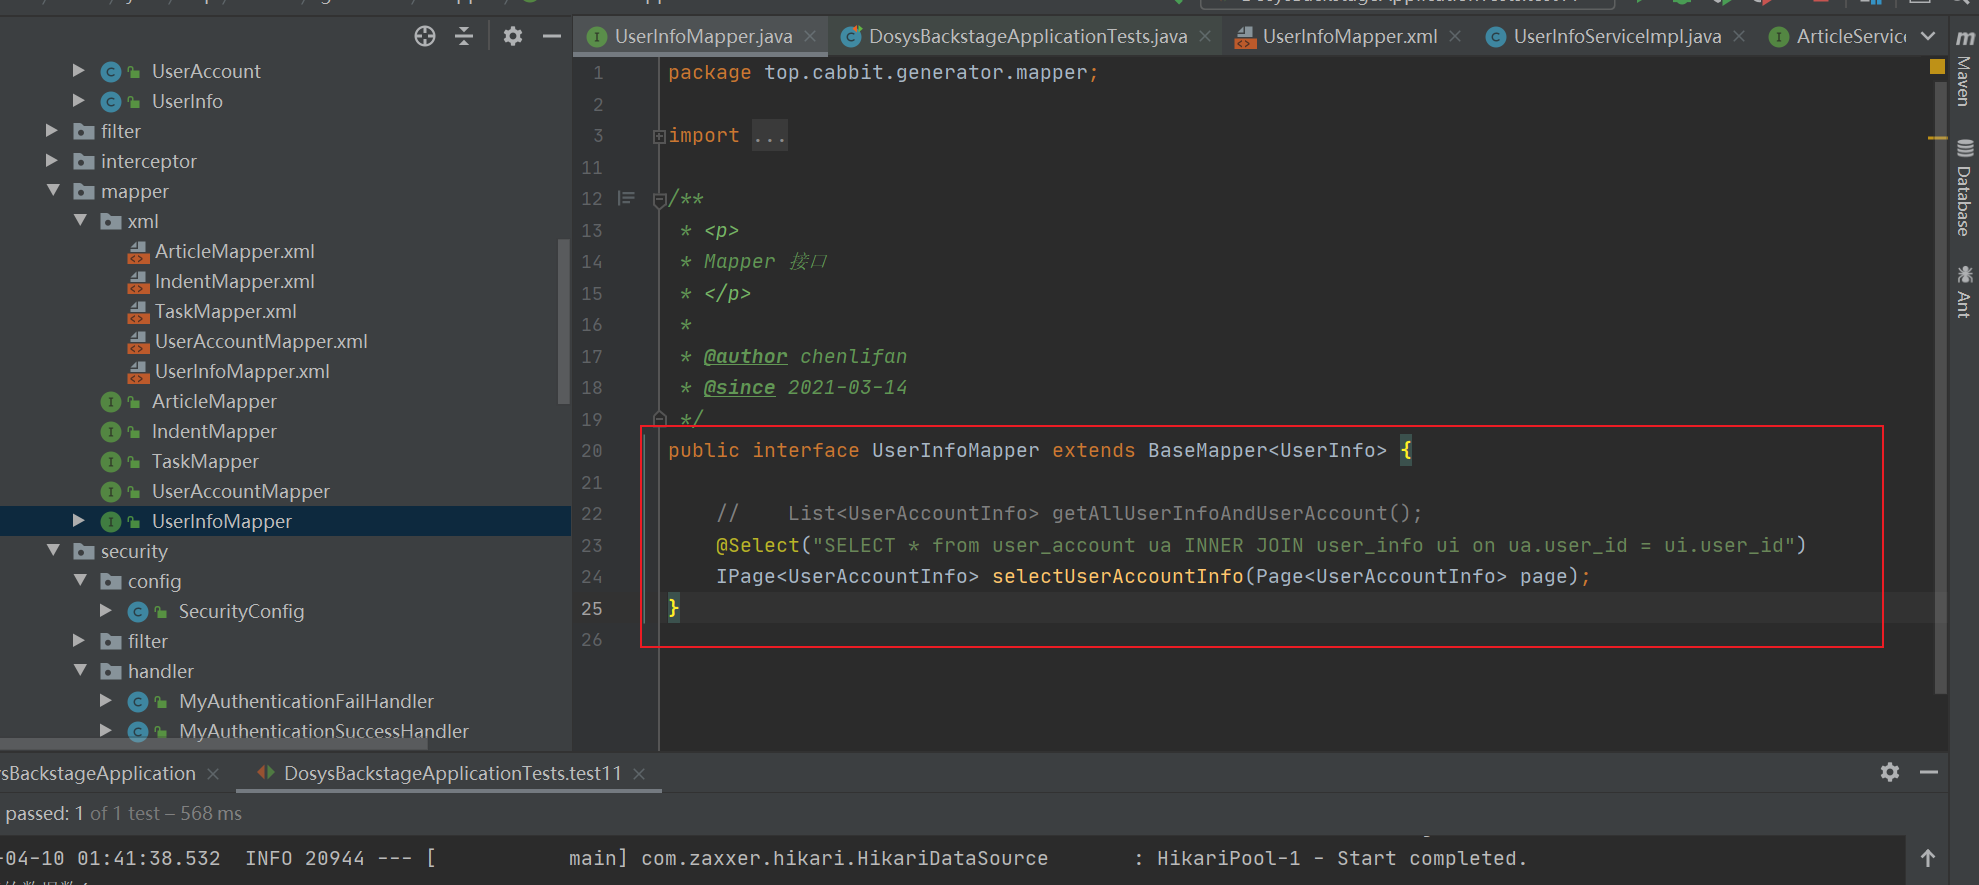 UserInfoMapper.java
DosysBackstageApplicationTests.java
UserInfoMapper.xml
UserInfoServiceImpl.java
ArticleServic
UserAccount
UserInfo
filter
interceptor
mapper
xml
ArticleMapper.xml
IndentMapper.xml
TaskMapper.xml
UserAccountMapper.xml
UserInfoMapper.xml
ArticleMapper
IndentMapper
TaskMapper
UserAccountMapper
UserInfoMapper
security
config
SecurityConfig
filter
handler
MyAuthenticationFailHandler
MyAuthenticationSuccessHandler
1 package top.cabbit.generator.mapper;
2
3 import ...
11
12 /**
13 * <p>
14 * Mapper 接口
15 * </p>
16 *
17 * @author chenlifan
18 * @since 2021-03-14
19 */
20 public interface UserInfoMapper extends BaseMapper<UserInfo> {
21
22 //    List<UserAccountInfo> getAllUserInfoAndUserAccount();
23 @Select("SELECT * from user_account ua INNER JOIN user_info ui on ua.user_id = ui.user_id")
24 IPage<UserAccountInfo> selectUserAccountInfo(Page<UserAccountInfo> page);
25 }
26
m Maven
Database
Ant
sBackstageApplication
DosysBackstageApplicationTests.test11
passed: 1 of 1 test – 568 ms
-04-10 01:41:38.532  INFO 20944 --- [           main] com.zaxxer.hikari.HikariDataSource       : HikariPool-1 - Start completed.